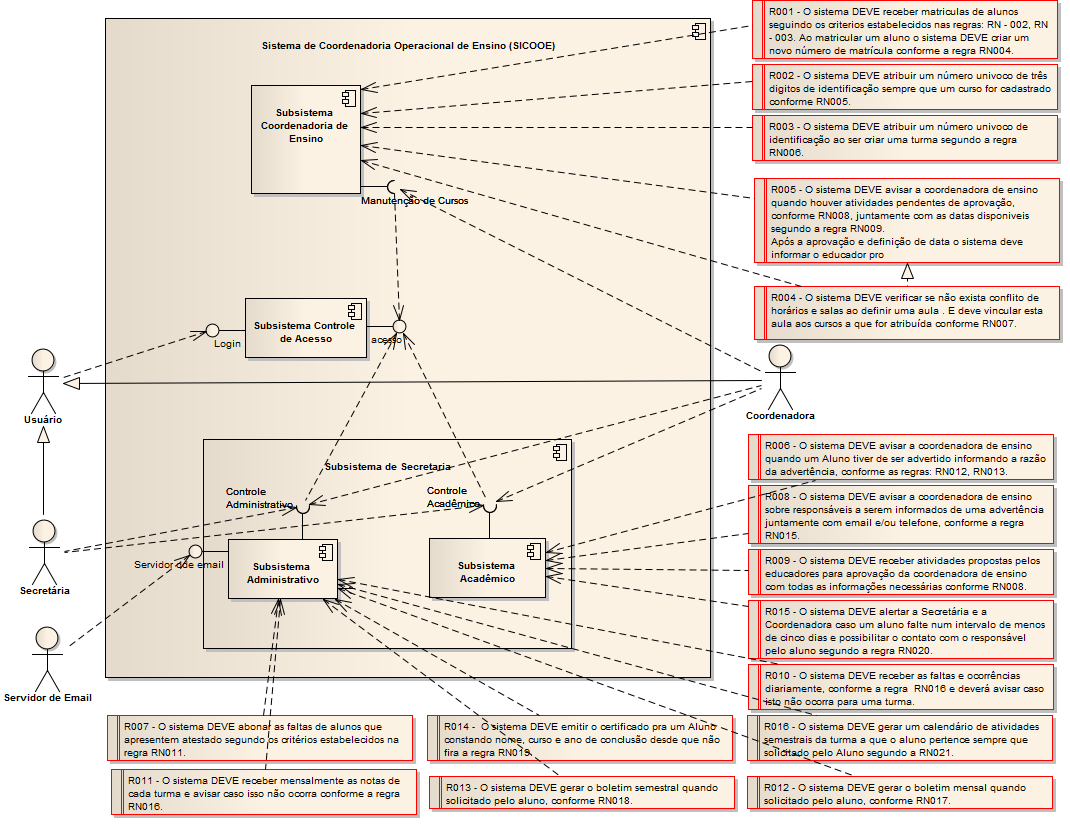 Sistema de Coordenadoria Operacional de Ensino (SICOOE)
Subsistema
Coordenadoria de
Ensino
Manutenção de Cursos
Subsistema Controle
de Acesso
Login
acesso
Usuário
Coordenadora
Subsistema de Secretaria
Controle
Administrativo
Controle
Acadêmico
Servidor de email
Subsistema
Administrativo
Subsistema
Acadêmico
Secretária
Servidor de Email
R001 - O sistema DEVE receber matriculas de alunos
seguindo os criterios estabelecidos nas regras: RN - 002, RN
- 003. Ao matricular um aluno o sistema DEVE criar um
novo número de matrícula conforme a regra RN004.
R002 - O sistema DEVE atribuir um número univoco de três
digitos de identificação sempre que um curso for cadastrado
conforme RN005.
R003 - O sistema DEVE atribuir um número univoco de
identificação ao ser criar uma turma segundo a regra
RN006.
R005 - O sistema DEVE avisar a coordenadora de ensino
quando houver atividades pentes de aprovação,
conforme RN008, juntamente com as datas disponiveis
segundo a regra RN009.
Após a aprovação e definição de data o sistema deve
informar o educador pro
R004 - O sistema DEVE verificar se não exista conflito de
horários e salas ao definir uma aula . E deve vincular esta
aula aos cursos a que for atribuída conforme RN007.
R006 - O sistema DEVE avisar a coordenadora de ensino
quando um Aluno tiver de ser advertido informando a razão
da advertência, conforme as regras: RN012, RN013.
R008 - O sistema DEVE avisar a coordenadora de ensino
sobre responsáveis a serem informados de uma advertência
juntamente com email e/ou telefone, conforme a regra
RN015.
R009 - O sistema DEVE receber atividades propostas pelos
educadores para aprovação da coordenadora de ensino
com todas as informações necessárias conforme RN008.
R015 - O sistema DEVE alertar a Secretária e a
Coordenadora caso um aluno falte num intervalo de menos
de cinco dias e possibilitar o contato com o responsável
pelo aluno segundo a regra RN020.
R010 - O sistema DEVE receber as faltas e ocorrências
diariamente, conforme a regra RN016 e deverá avisar caso
isto não ocorra para uma turma.
R007 - O sistema DEVE abonar as faltas de alunos que
apresentem atestado segundo os critérios estabelecidos na
regra RN011.
R014 - O sistema DEVE emitir o certificado pra um Aluno
constando nome, curso e ano de conclusão desde que não
fira a regra RN019.
R016 - O sistema DEVE gerar um calendário de atividades
semestrais da turma a que o aluno pertence sempre que
solicitado pelo Aluno segundo a RN021.
R011 - O sistema DEVE receber mensalmente as notas de
cada turma e avisar caso isso não ocorra conforme a regra
RN016.
R013 - O sistema DEVE gerar o boletim semestral quando
solicitado pelo aluno, conforme RN018.
R012 - O sistema DEVE gerar o boletim mensal quando
solicitado pelo aluno, conforme RN017.